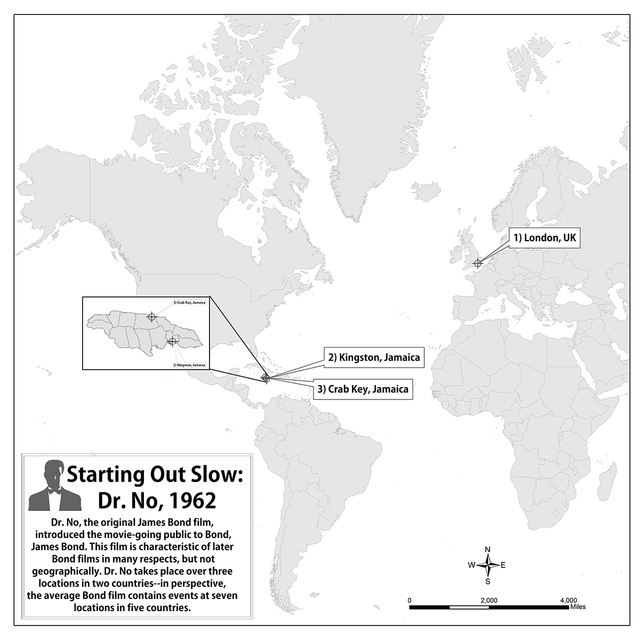 1) London, UK
3) Crab Key, Jamaica
2) Kingston, Jamaica
2) Kingston, Jamaica
3) Crab Key, Jamaica
Starting Out Slow:
Dr. No, 1962
Dr. No, the original James Bond film,
introduced the movie-going public to Bond,
James Bond. This film is characteristic of later
Bond films in many respects, but not
geographically. Dr. No takes place over three
locations in two countries--in perspective,
the average Bond film contains events at seven
locations in five countries.
N
W E
S
0 2,000 4,000
Miles